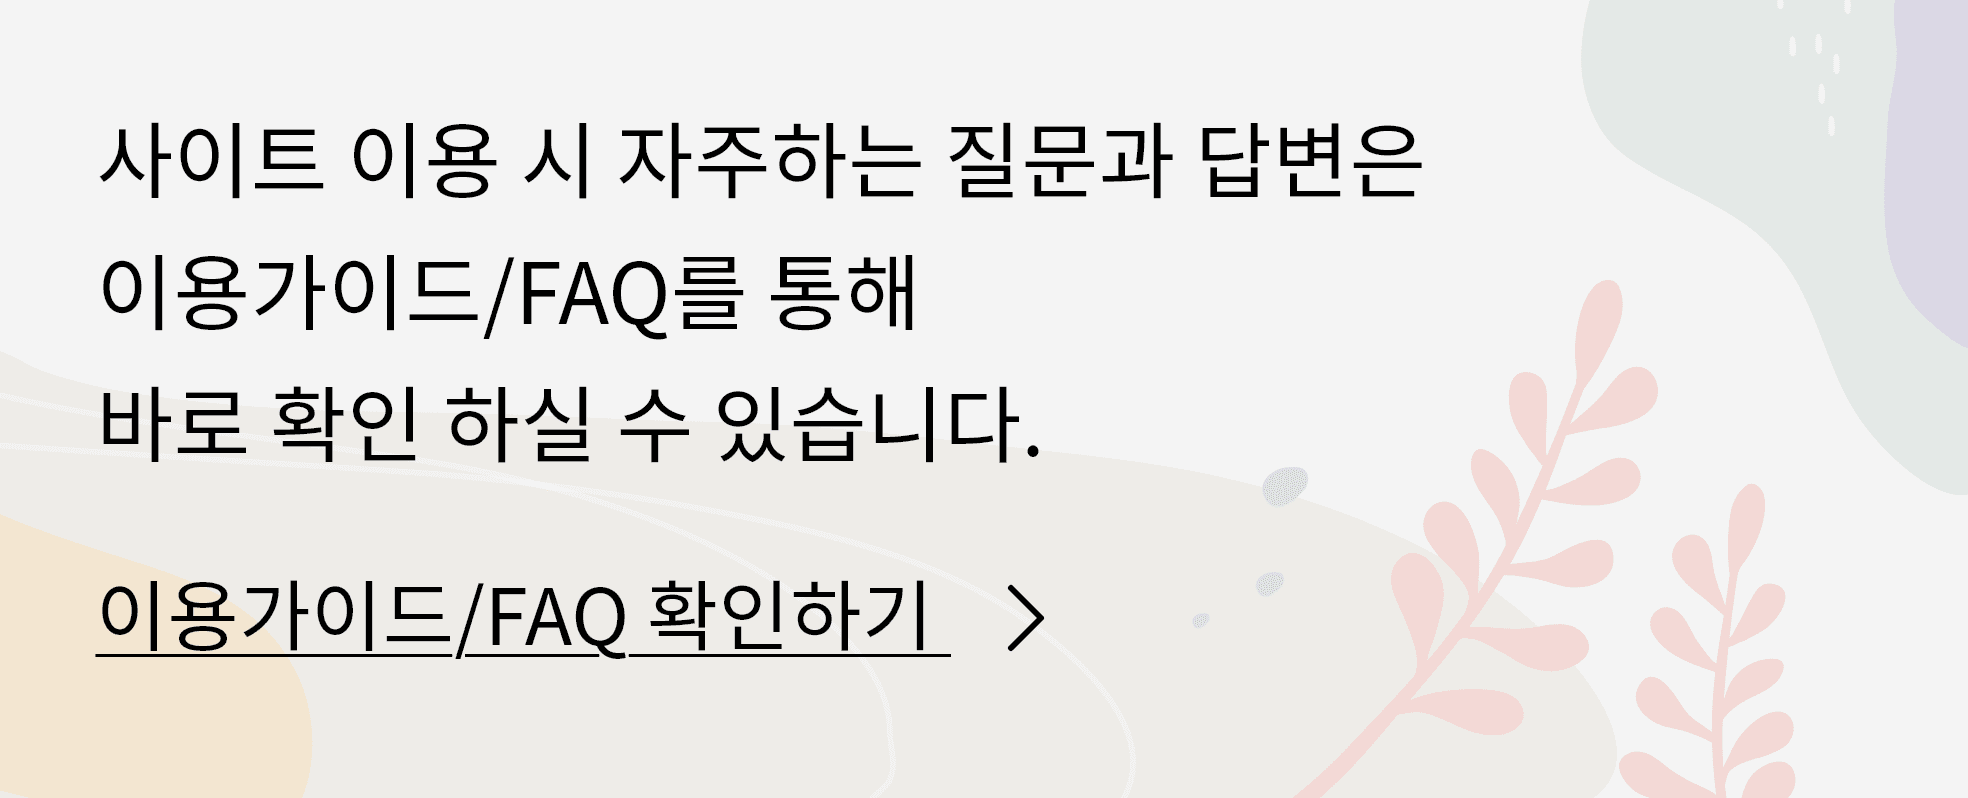 사이트 이용 시 자주하는 질문과 답변은
이용가이드/FAQ를 통해
바로 확인 하실 수 있습니다.
이용가이드/FAQ 확인하기